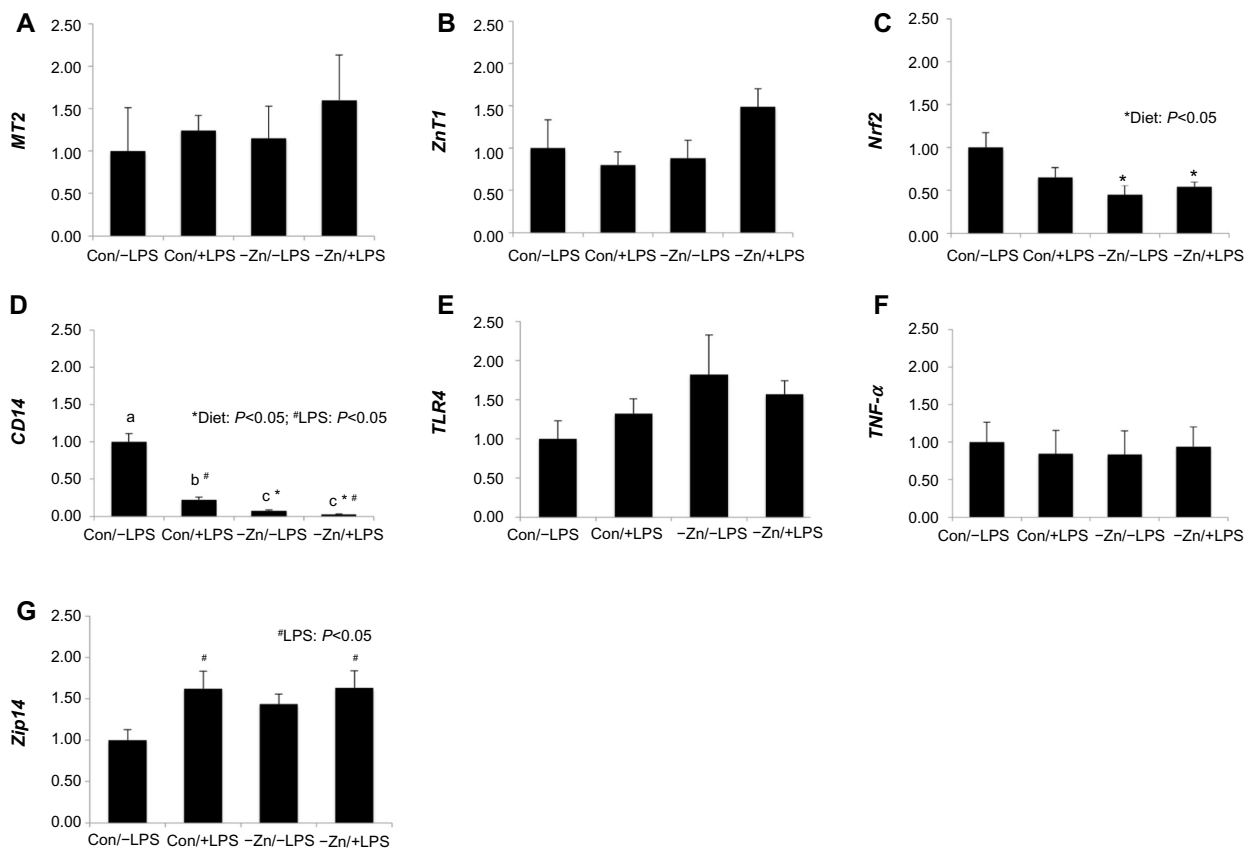 A
MT2
2.50
2.00
1.50
1.00
0.50
0.00
Con/−LPS Con/+LPS −Zn/−LPS −Zn/+LPS
B
ZnT1
2.50
2.00
1.50
1.00
0.50
0.00
Con/−LPS Con/+LPS −Zn/−LPS −Zn/+LPS
C
Nrf2
2.50
2.00
1.50
1.00
0.50
0.00
*Diet: P<0.05
* *
Con/−LPS Con/+LPS −Zn/−LPS −Zn/+LPS
D
CD14
2.50
2.00
1.50
1.00
0.50
0.00
*Diet: P<0.05; #LPS: P<0.05
a
b #
c *
c * #
Con/−LPS Con/+LPS −Zn/−LPS −Zn/+LPS
E
TLR4
2.50
2.00
1.50
1.00
0.50
0.00
Con/−LPS Con/+LPS −Zn/−LPS −Zn/+LPS
F
TNF-α
2.50
2.00
1.50
1.00
0.50
0.00
Con/−LPS Con/+LPS −Zn/−LPS −Zn/+LPS
G
Zip14
2.50
2.00
1.50
1.00
0.50
0.00
#LPS: P<0.05
# #
Con/−LPS Con/+LPS −Zn/−LPS −Zn/+LPS